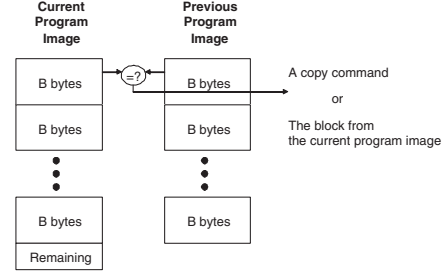 Current
Program
Image
Previous
Program
Image
=?
B bytes
B bytes
A copy command
or
The block from
the current program image
B bytes
B bytes
B bytes
B bytes
Remaining